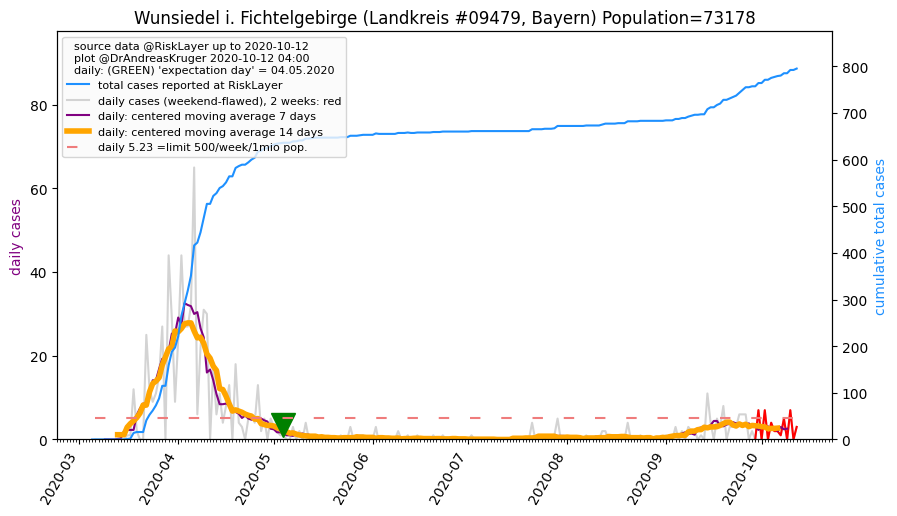 Wunsiedel i. Fichtelgebirge (Landkreis #09479, Bayern) Population=73178
source data @RiskLayer up to 2020-10-12
plot @DrAndreasKruger 2020-10-12 04:00
daily: (GREEN) 'expectation day' = 04.05.2020
total cases reported at RiskLayer
daily cases (weekend-flawed), 2 weeks: red
daily: centered moving average 7 days
daily: centered moving average 14 days
daily 5.23 =limit 500/week/1mio pop.
daily cases
80
60
40
20
0
cumulative total cases
800
700
600
500
400
300
200
100
0
2020-03
2020-04
2020-05
2020-06
2020-07
2020-08
2020-09
2020-10